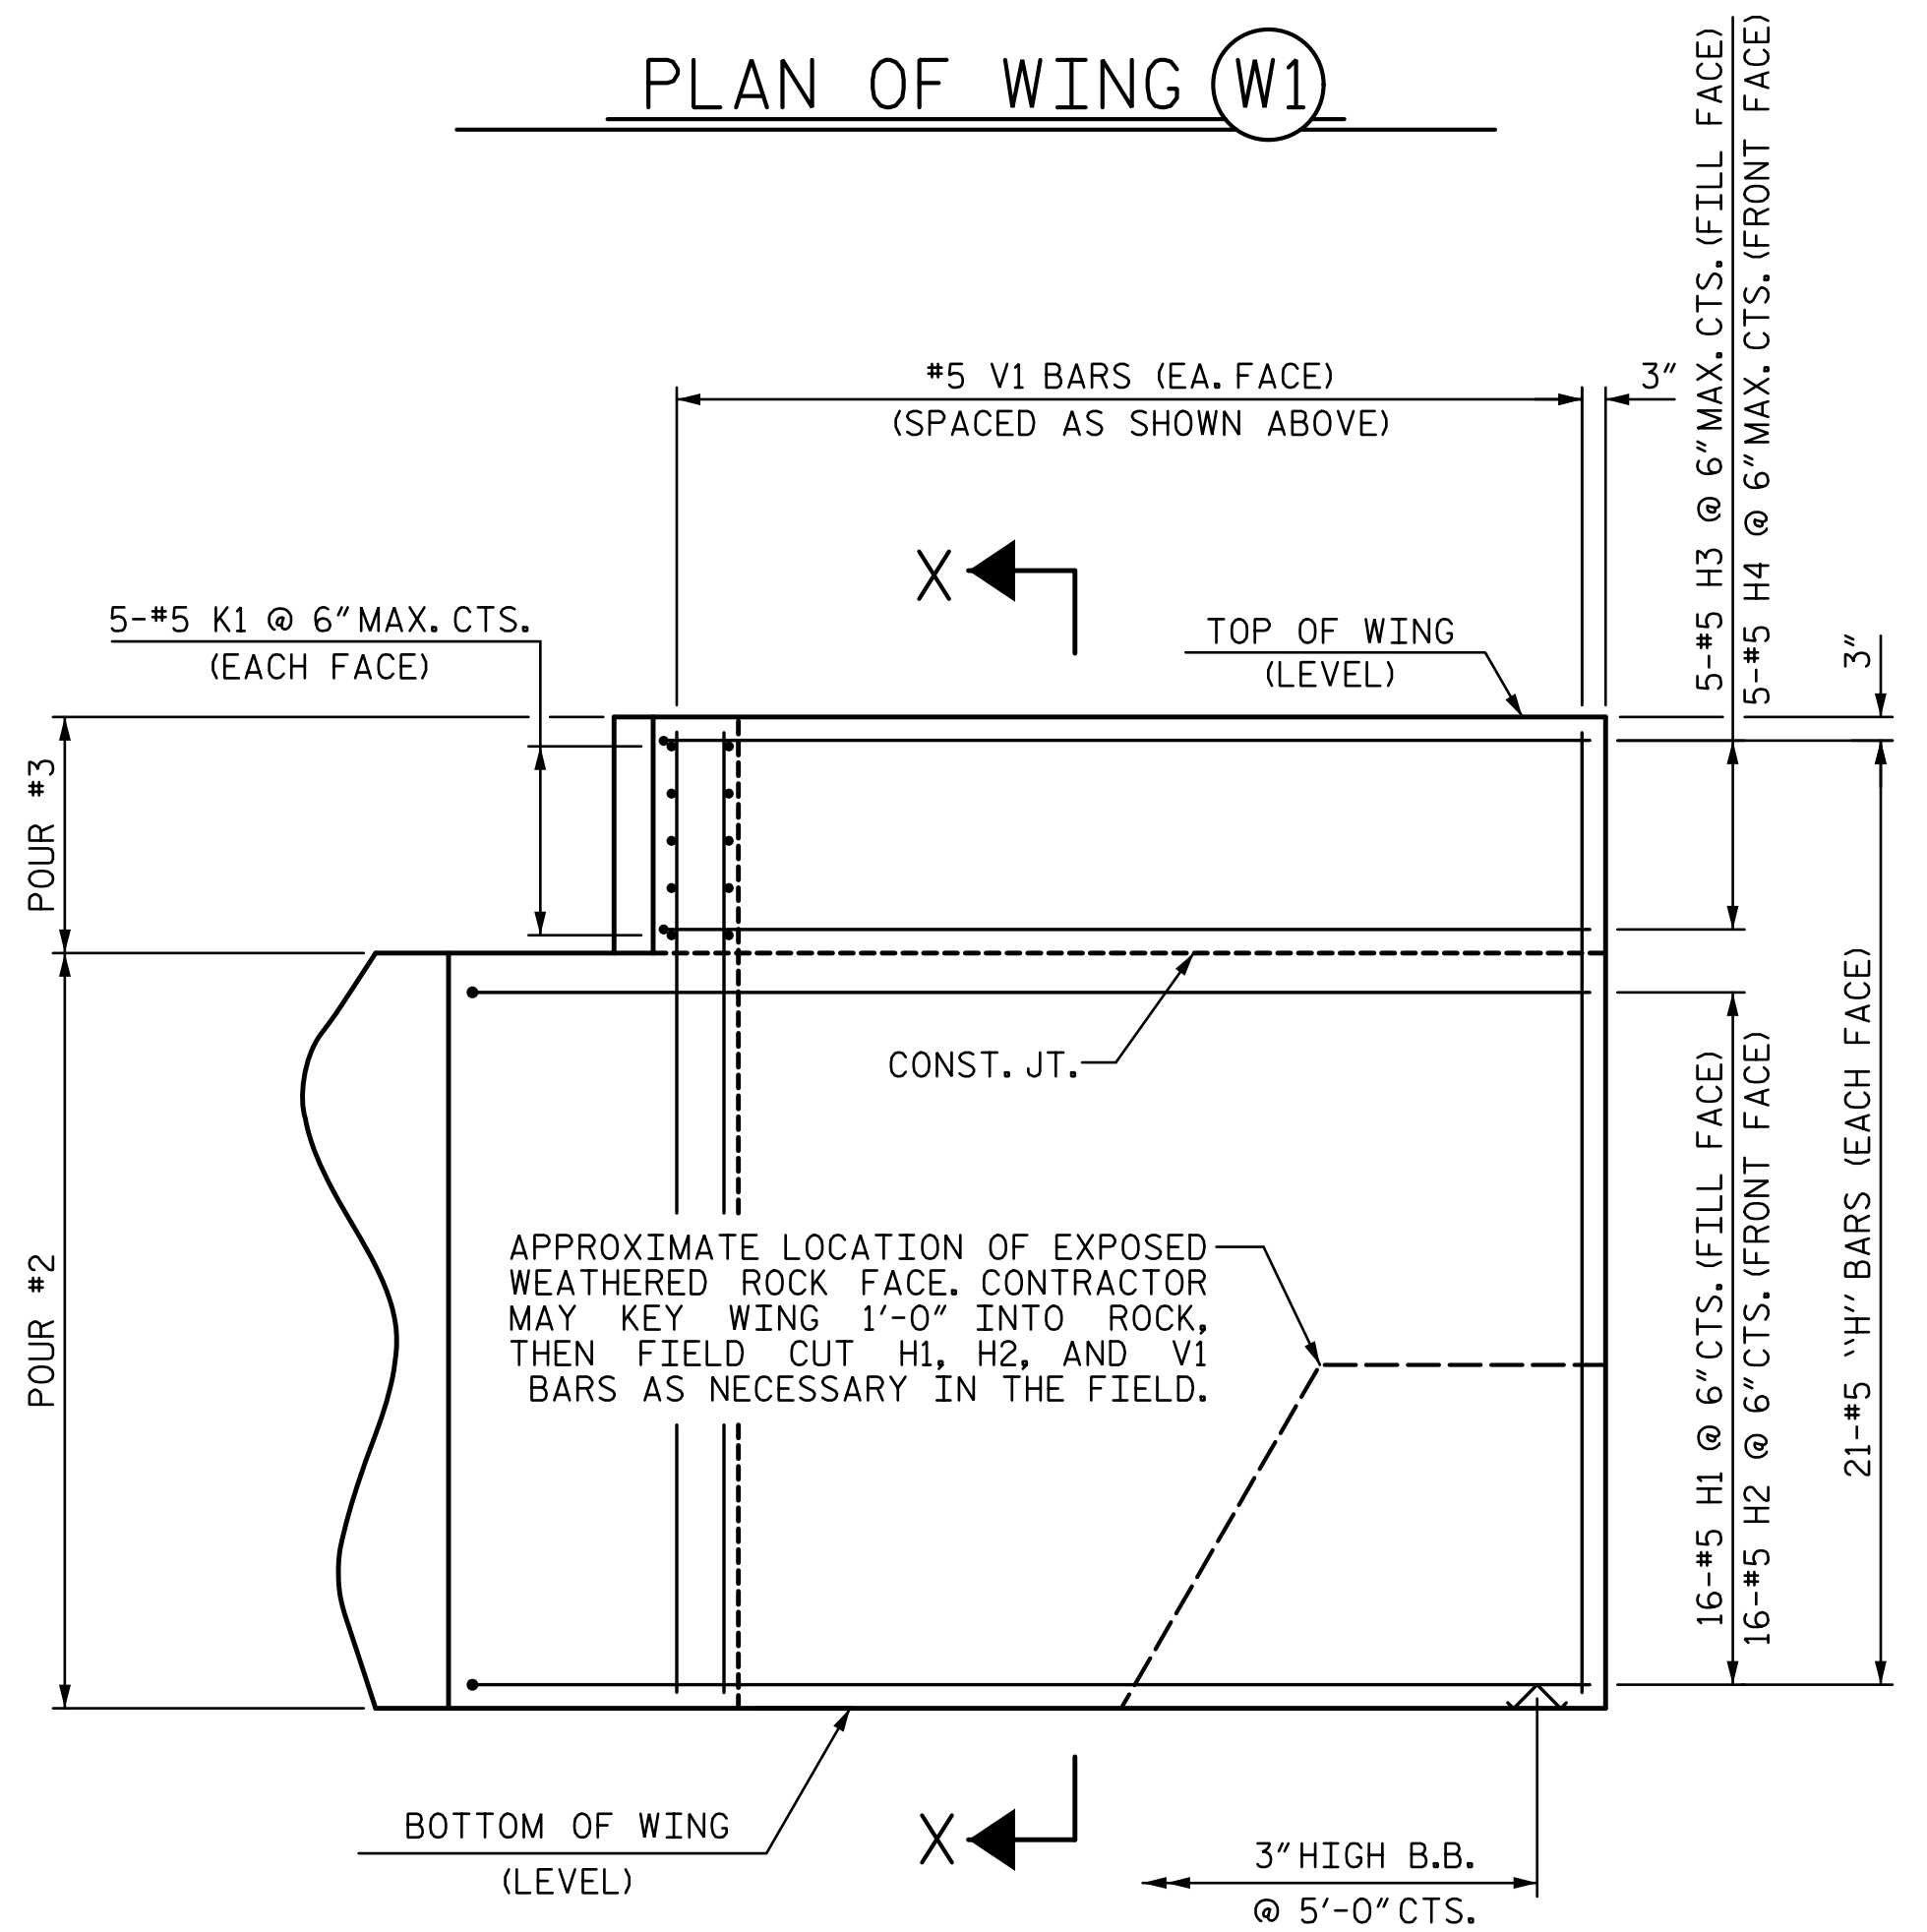 PLAN OF WING W1
5-#5 H3 @ 6" MAX. CTS. (FILL FACE)
5-#5 H4 @ 6" MAX. CTS. (FRONT FACE)
#5 V1 BARS (EA. FACE)
(SPACED AS SHOWN ABOVE)
3"
X
5-#5 K1 @ 6" MAX. CTS.
(EACH FACE)
TOP OF WING
(LEVEL)
3"
POUR #3
CONST. JT.
POUR #2
APPROXIMATE LOCATION OF EXPOSED
WEATHERED ROCK FACE. CONTRACTOR
MAY KEY WING 1'-0" INTO ROCK,
THEN FIELD CUT H1, H2, AND V1
BARS AS NECESSARY IN THE FIELD.
16-#5 H1 @ 6" CTS. (FILL FACE)
16-#5 H2 @ 6" CTS. (FRONT FACE)
21-#5 "H" BARS (EACH FACE)
BOTTOM OF WING
(LEVEL)
X
3" HIGH B.B.
@ 5'-0" CTS.